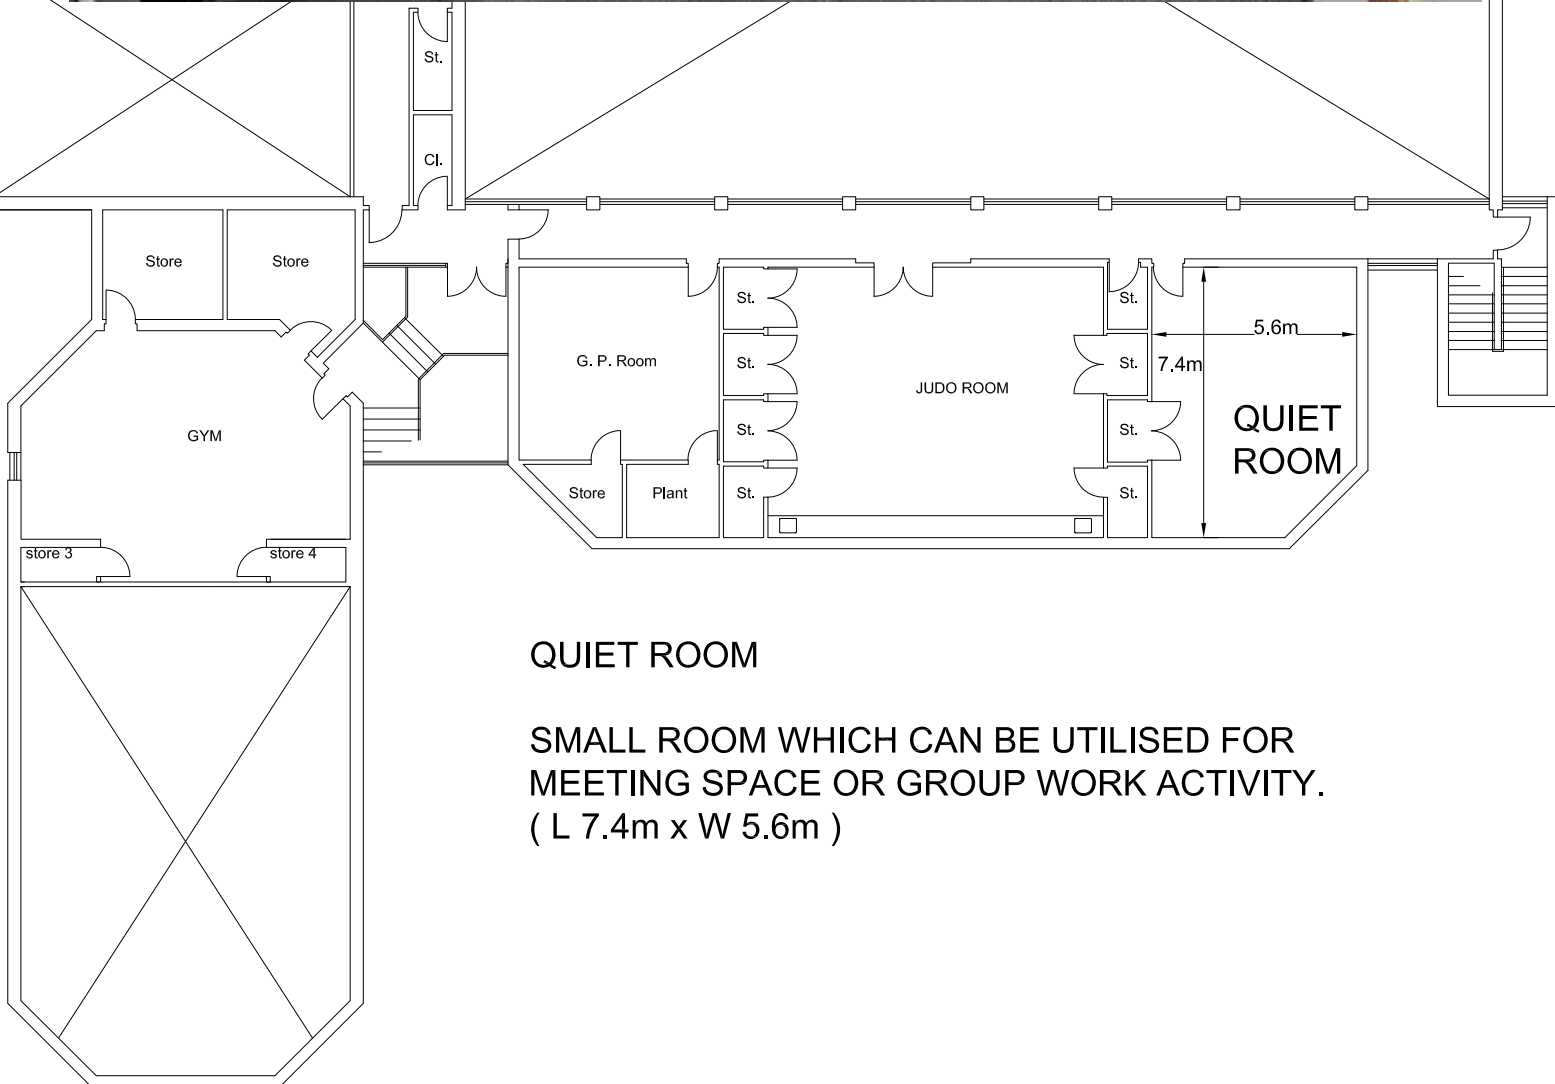 St.
Cl.
Store
Store
St.
St.
5.6m
G. P. Room
St.
JUDO ROOM
St.
7.4m
QUIET
ROOM
GYM
St.
St.
Store
Plant
St.
St.
store 3
store 4
QUIET ROOM
SMALL ROOM WHICH CAN BE UTILISED FOR
MEETING SPACE OR GROUP WORK ACTIVITY.
( L 7.4m x W 5.6m )